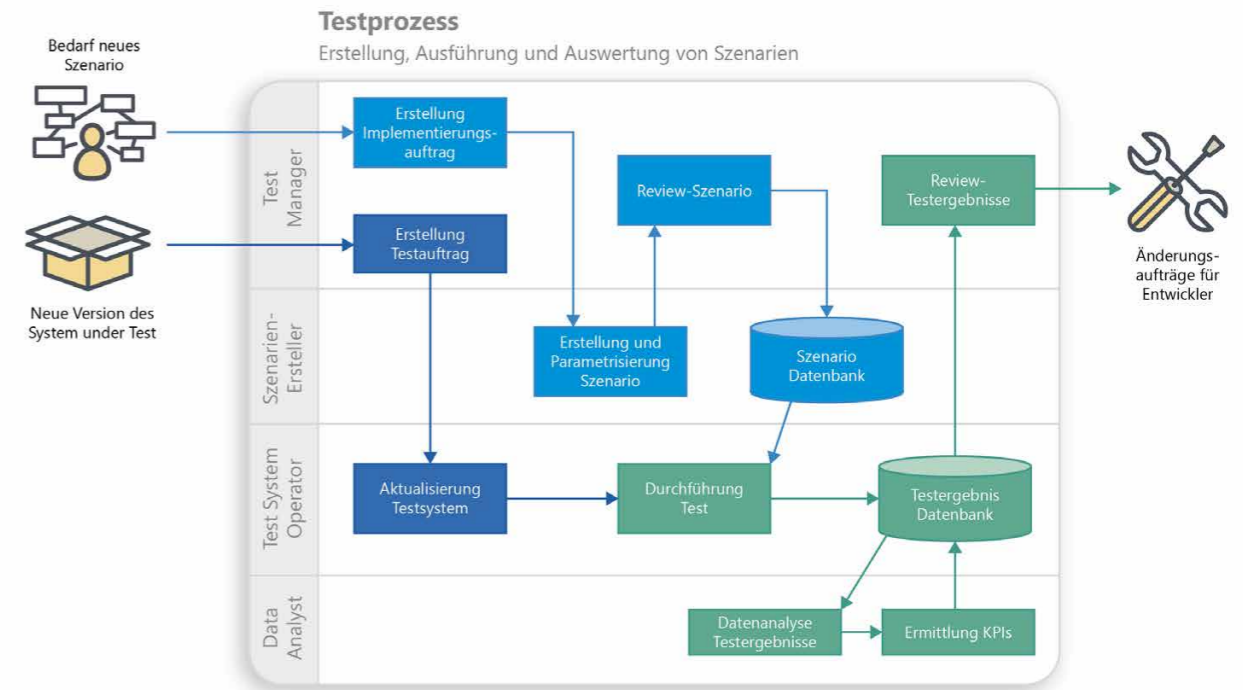 Testprozess
Erstellung, Ausführung und Auswertung von Szenarien
Bedarf neues
Szenario
Neue Version des
System under Test
Test
Manager
Erstellung
Implementierungs-
auftrag
Erstellung
Testauftrag
Review-Szenario
Review-
Testergebnisse
Änderungs-
aufträge für
Entwickler
Szenarien-
Ersteller
Erstellung und
Parametrisierung
Szenario
Szenario
Datenbank
Test System
Operator
Aktualisierung
Testsystem
Durchführung
Test
Testergebnis
Datenbank
Data
Analyst
Datenanalyse
Testergebnisse
Ermittlung KPIs